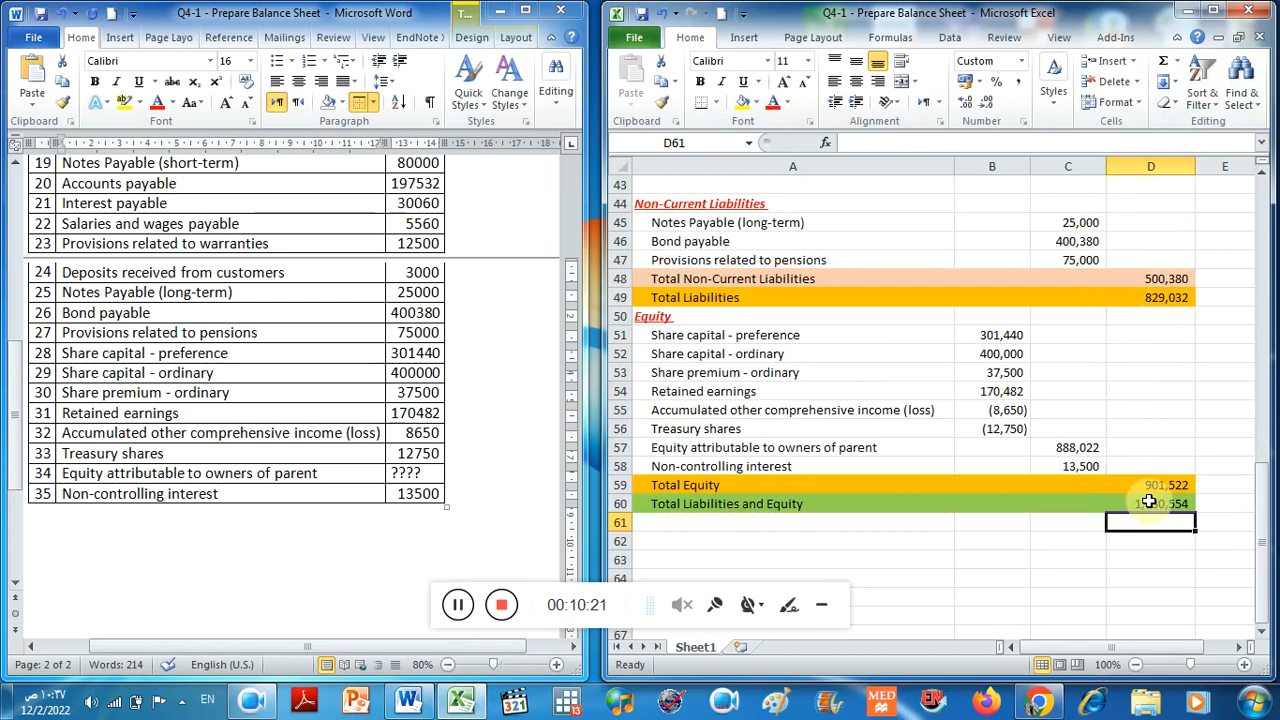 Q4-1 - Prepare Balance Sheet - Microsoft Word
T...
File Home Insert Page Layo Reference Mailings Review View EndNote Design Layout
Calibri 16
Paste
B I U abc x₂ x²
Aa A A
Quick Styles
Change Styles
Editing
Clipboard Font Paragraph Styles
19 Notes Payable (short-term) 80000
20 Accounts payable 197532
21 Interest payable 30060
22 Salaries and wages payable 5560
23 Provisions related to warranties 12500
24 Deposits received from customers 3000
25 Notes Payable (long-term) 25000
26 Bond payable 400380
27 Provisions related to pensions 75000
28 Share capital - preference 301440
29 Share capital - ordinary 400000
30 Share premium - ordinary 37500
31 Retained earnings 170482
32 Accumulated other comprehensive income (loss) 8650
33 Treasury shares 12750
34 Equity attributable to owners of parent ????
35 Non-controlling interest 13500
Page: 2 of 2 Words: 214 English (U.S.) 80%
Q4-1 - Prepare Balance Sheet - Microsoft Excel
File Home Insert Page Layout Formulas Data Review View Add-Ins
Calibri 11 Custom Insert Σ
Paste
B I U A A
$ % , Delete
Format
Styles
Sort & Filter
Find & Select
Clipboard Font Alignment Number Cells Editing
D61 fx
A B C D E
43
44 Non-Current Liabilities
45 Notes Payable (long-term) 25,000
46 Bond payable 400,380
47 Provisions related to pensions 75,000
48 Total Non-Current Liabilities 500,380
49 Total Liabilities 829,032
50 Equity
51 Share capital - preference 301,440
52 Share capital - ordinary 400,000
53 Share premium - ordinary 37,500
54 Retained earnings 170,482
55 Accumulated other comprehensive income (loss) (8,650)
56 Treasury shares (12,750)
57 Equity attributable to owners of parent 888,022
58 Non-controlling interest 13,500
59 Total Equity 901,522
60 Total Liabilities and Equity
61
62
63
64
67
Sheet1
Ready 100%
00:10:21
١٠:٢٧ ص
12/2/2022
EN
MED